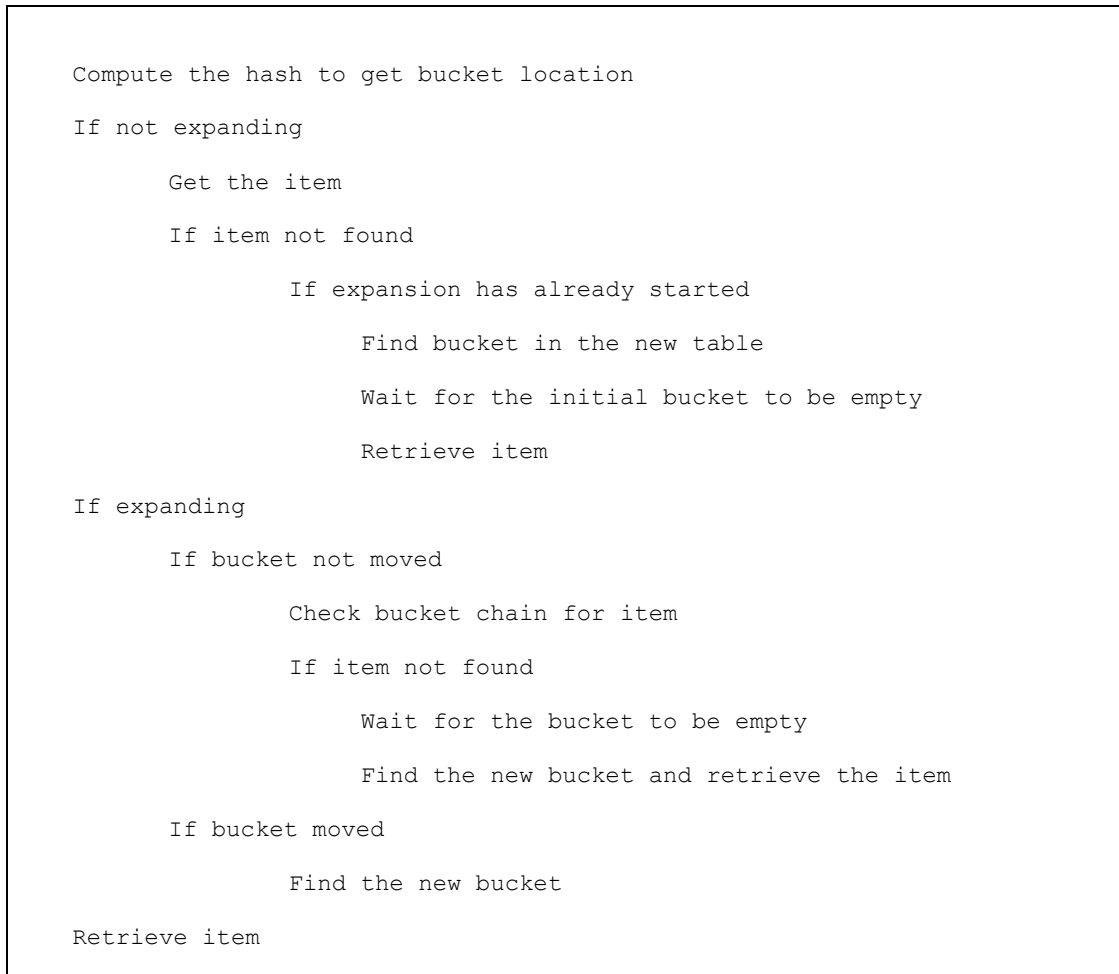 Compute the hash to get bucket location
If not expanding
Get the item
If item not found
If expansion has already started
Find bucket in the new table
Wait for the initial bucket to be empty
Retrieve item
If expanding
If bucket not moved
Check bucket chain for item
If item not found
Wait for the bucket to be empty
Find the new bucket and retrieve the item
If bucket moved
Find the new bucket
Retrieve item